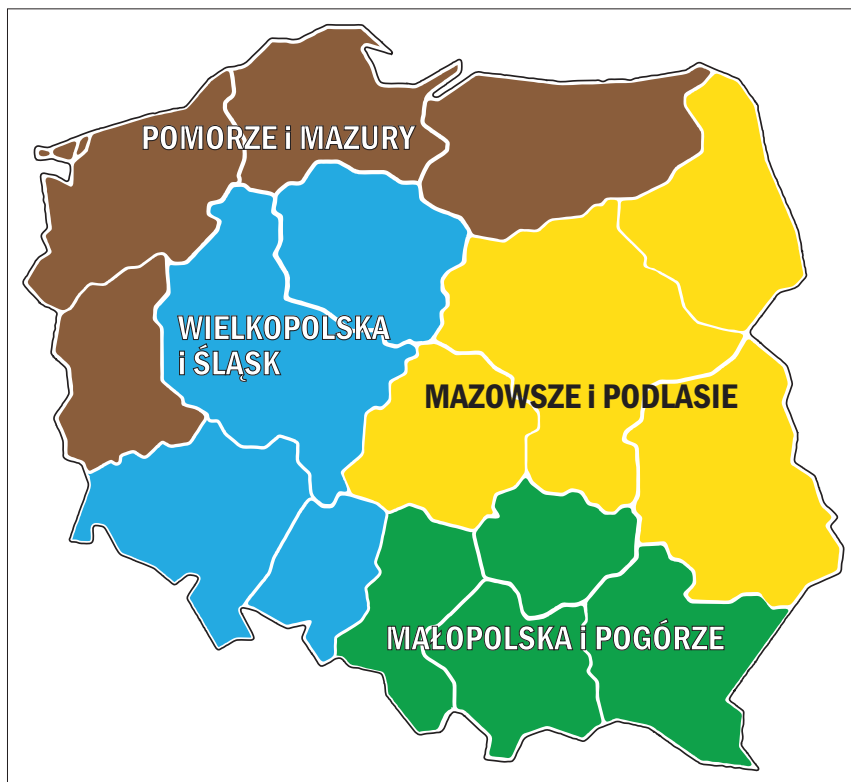 POMORZE i MAZURY
WIELKOPOLSKA
i ŚLĄSK
MAZOWSZE i PODLASIE
MAŁOPOLSKA i POGÓRZE